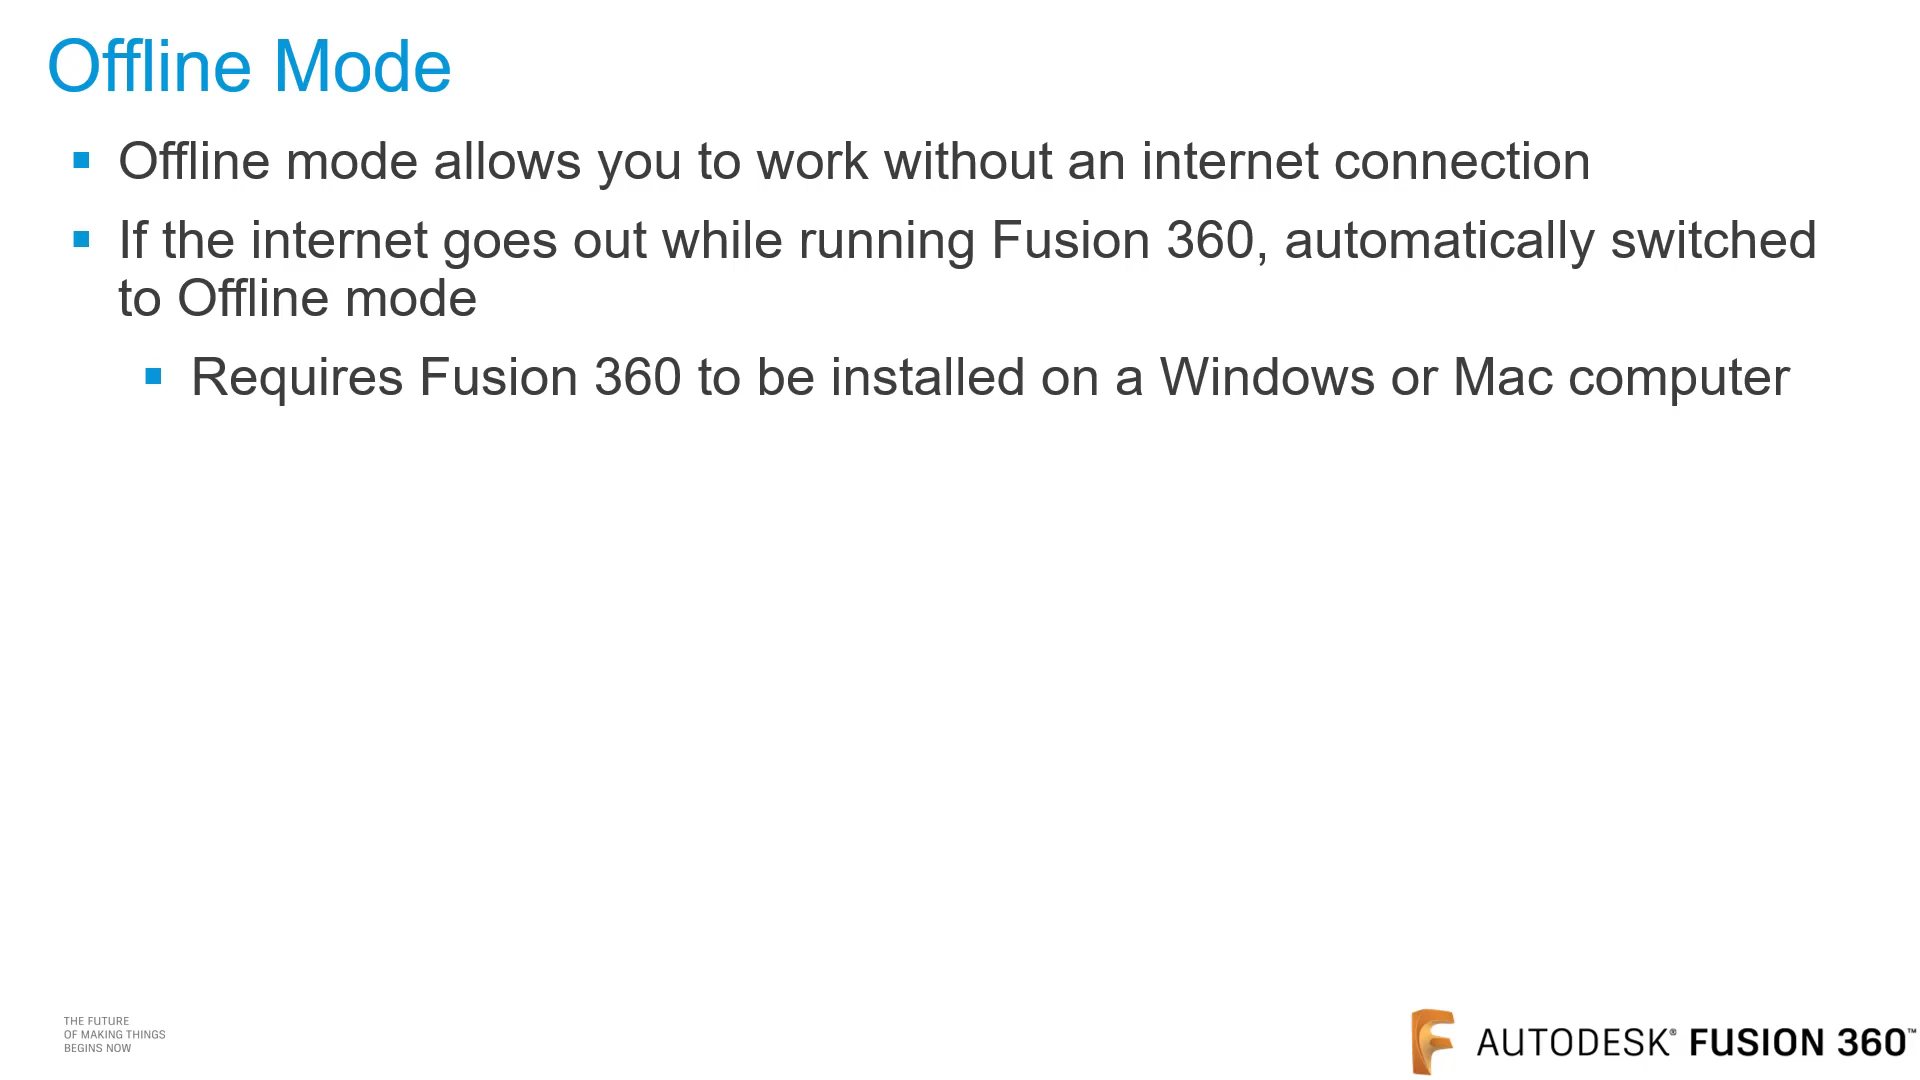 Offline Mode
▪ Offline mode allows you to work without an internet connection
▪ If the internet goes out while running Fusion 360, automatically switched
to Offline mode
▪ Requires Fusion 360 to be installed on a Windows or Mac computer
THE FUTURE
OF MAKING THINGS
BEGINS NOW
AUTODESK® FUSION 360™